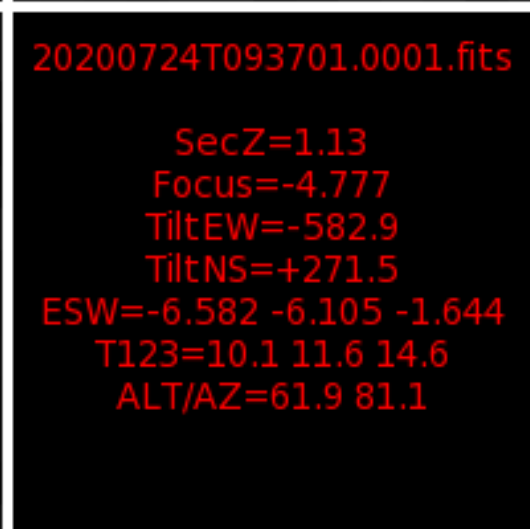 20200724T093701.0001.fits
SecZ=1.13
Focus=-4.777
TiltEW=-582.9
TiltNS=+271.5
ESW=-6.582 -6.105 -1.644
T123=10.1 11.6 14.6
ALT/AZ=61.9 81.1